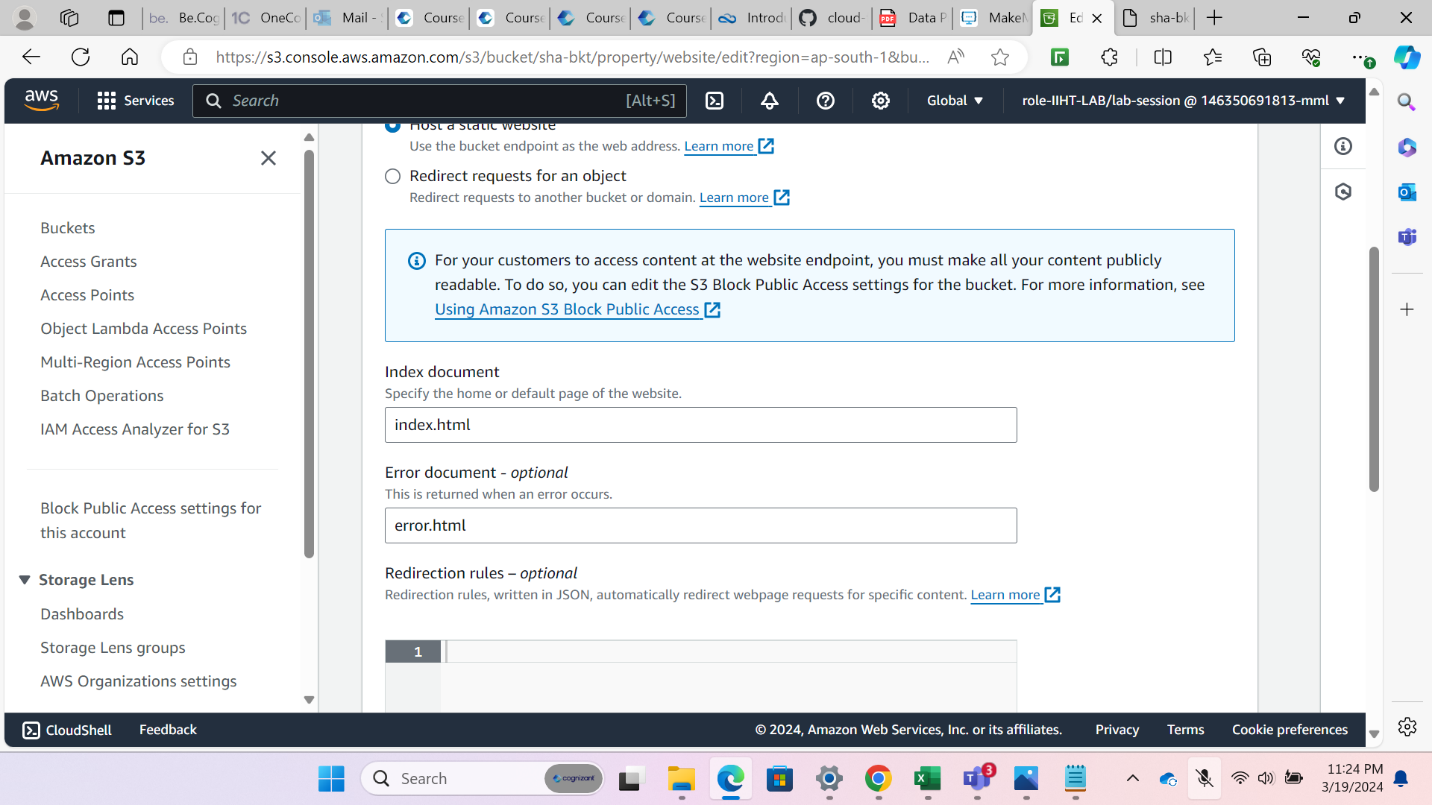 be. Be.Cog
1C OneCo
Mail -
Course
Course
Course
Course
Introd
cloud-
PDF Data P
MakeM
Ed
sha-bk
https://s3.console.aws.amazon.com/s3/bucket/sha-bkt/property/website/edit?region=ap-south-1&bu...
aws
Services
Search
[Alt+S]
Global
role-IIHT-LAB/lab-session @ 146350691813-mml
Amazon S3
Buckets
Access Grants
Access Points
Object Lambda Access Points
Multi-Region Access Points
Batch Operations
IAM Access Analyzer for S3
Block Public Access settings for
this account
Storage Lens
Dashboards
Storage Lens groups
AWS Organizations settings
Host a static website
Use the bucket endpoint as the web address. Learn more
Redirect requests for an object
Redirect requests to another bucket or domain. Learn more
For your customers to access content at the website endpoint, you must make all your content publicly
readable. To do so, you can edit the S3 Block Public Access settings for the bucket. For more information, see
Using Amazon S3 Block Public Access
Index document
Specify the home or default page of the website.
index.html
Error document - optional
This is returned when an error occurs.
error.html
Redirection rules – optional
Redirection rules, written in JSON, automatically redirect webpage requests for specific content. Learn more
1
CloudShell
Feedback
© 2024, Amazon Web Services, Inc. or its affiliates.
Privacy
Terms
Cookie preferences
Search
cognizant
3
11:24 PM
3/19/2024